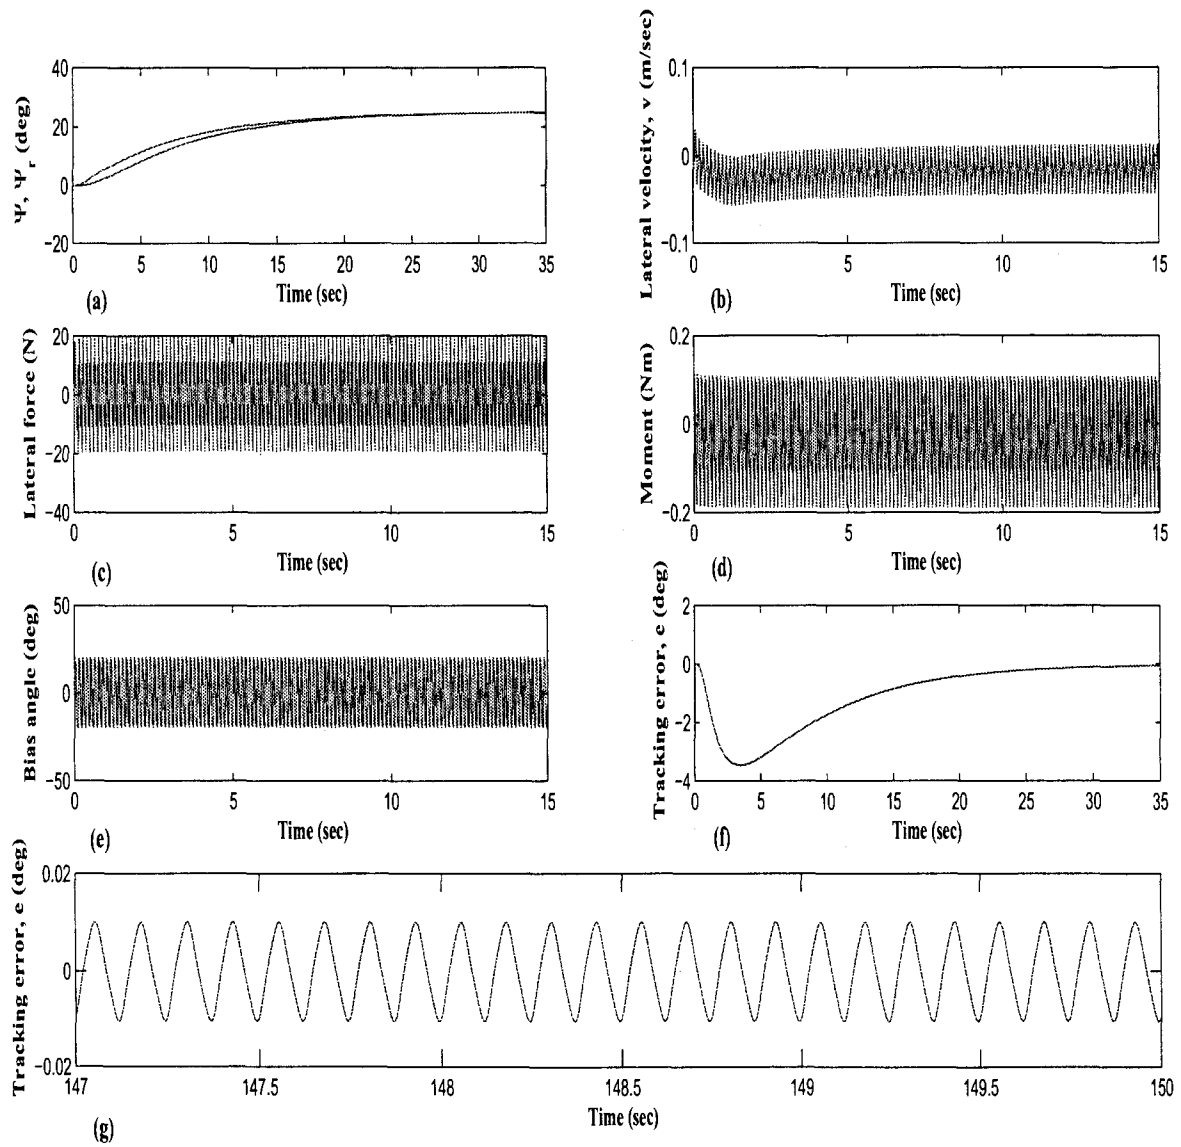 Ψ, Ψr (deg)
40
20
0
−20
0 5 10 15 20 25 30 35
Time (sec)
(a)
Lateral velocity, v (m/sec)
0.1
0
−0.1
0 5 10 15
Time (sec)
(b)
Lateral force (N)
20
0
−20
−40
0 5 10 15
Time (sec)
(c)
Moment (Nm)
0.2
0
−0.2
0 5 10 15
Time (sec)
(d)
Bias angle (deg)
50
0
−50
0 5 10 15
Time (sec)
(e)
Tracking error, e (deg)
2
0
−2
−4
0 5 10 15 20 25 30 35
Time (sec)
(f)
Tracking error, e (deg)
0.02
0
−0.02
147 147.5 148 148.5 149 149.5 150
Time (sec)
(g)